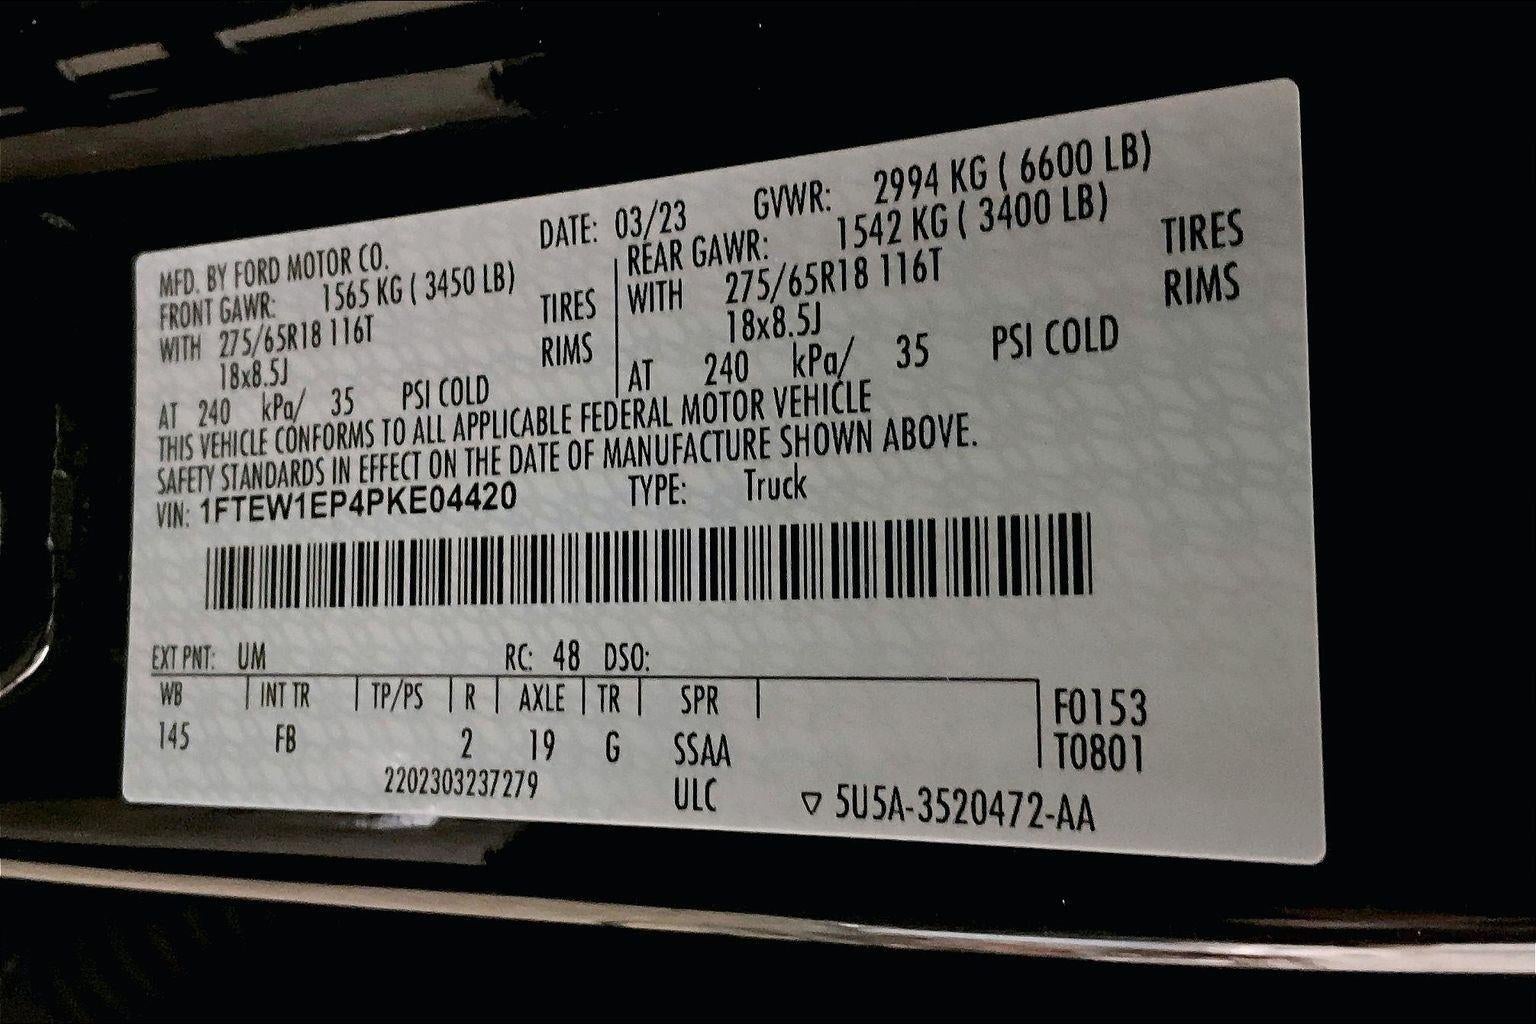 MFD. BY FORD MOTOR CO. DATE: 03/23 GVWR: 2994 KG ( 6600 LB)
FRONT GAWR: 1565 KG ( 3450 LB) REAR GAWR: 1542 KG ( 3400 LB)
WITH 275/65R18 116T TIRES WITH 275/65R18 116T TIRES
18x8.5J RIMS 18x8.5J RIMS
AT 240 kPa/ 35 PSI COLD AT 240 kPa/ 35 PSI COLD
THIS VEHICLE CONFORMS TO ALL APPLICABLE FEDERAL MOTOR VEHICLE
SAFETY STANDARDS IN EFFECT ON THE DATE OF MANUFACTURE SHOWN ABOVE.
VIN: 1FTEW1EP4PKE04420 TYPE: Truck
EXT PNT: UM RC: 48 DSO:
WB INT TR TP/PS R AXLE TR SPR F0153
145 FB 2 19 G SSAA T0801
2202303237279 ULC ▽ 5U5A-3520472-AA